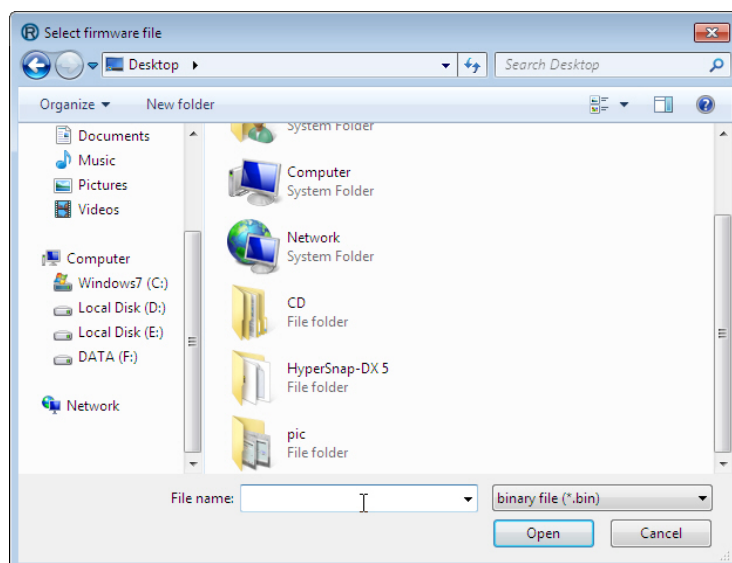 Select firmware file
Desktop
Search Desktop
Organize
New folder
Documents
Music
Pictures
Videos
Computer
Windows7 (C:)
Local Disk (D:)
Local Disk (E:)
DATA (F:)
Network
System Folder
Computer
System Folder
Network
System Folder
CD
File folder
HyperSnap-DX 5
File folder
pic
File folder
File name:
binary file (*.bin)
Open
Cancel